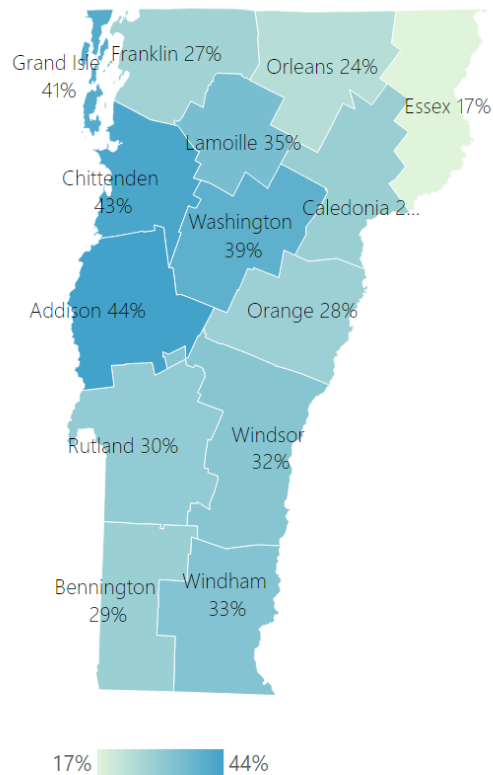 Franklin 27%
Grand Isle
41%
Orleans 24%
Essex 17%
Lamoille 35%
Chittenden
43%
Caledonia 2...
Washington
39%
Addison 44%
Orange 28%
Rutland 30%
Windsor
32%
Bennington
29%
Windham
33%
17%
44%